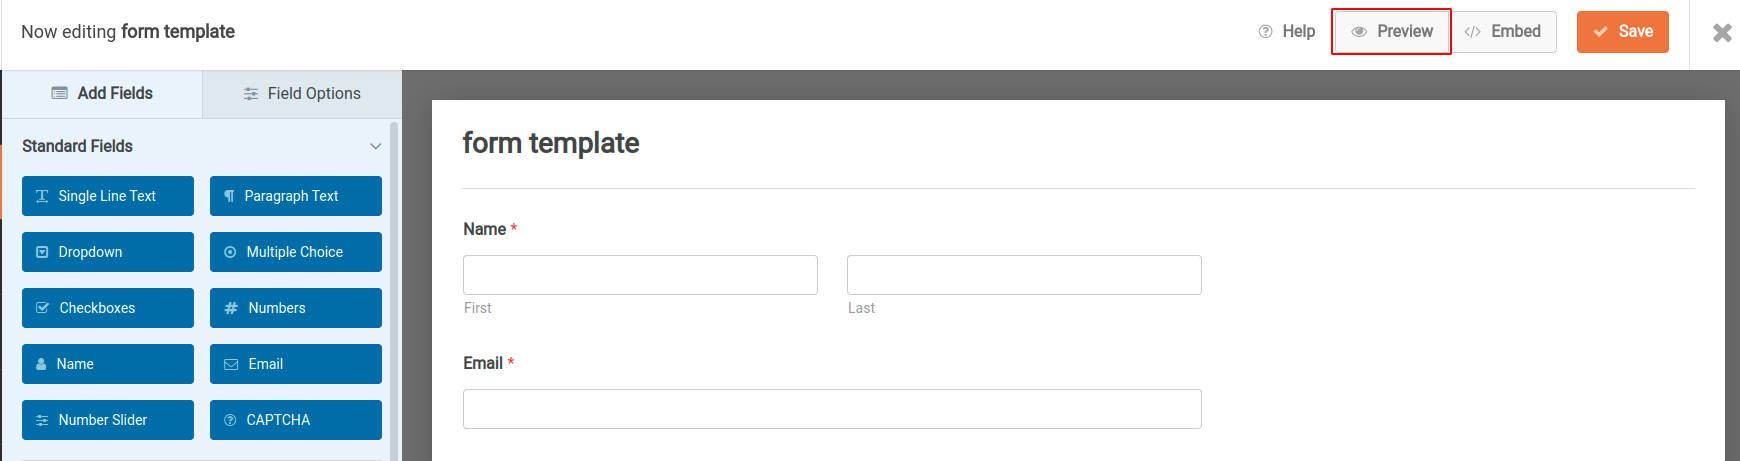 Now editing form template
Help
Preview
Embed
Save
Add Fields
Field Options
Standard Fields
Single Line Text
Paragraph Text
Dropdown
Multiple Choice
Checkboxes
Numbers
Name
Email
Number Slider
CAPTCHA
form template
Name *
First
Last
Email *